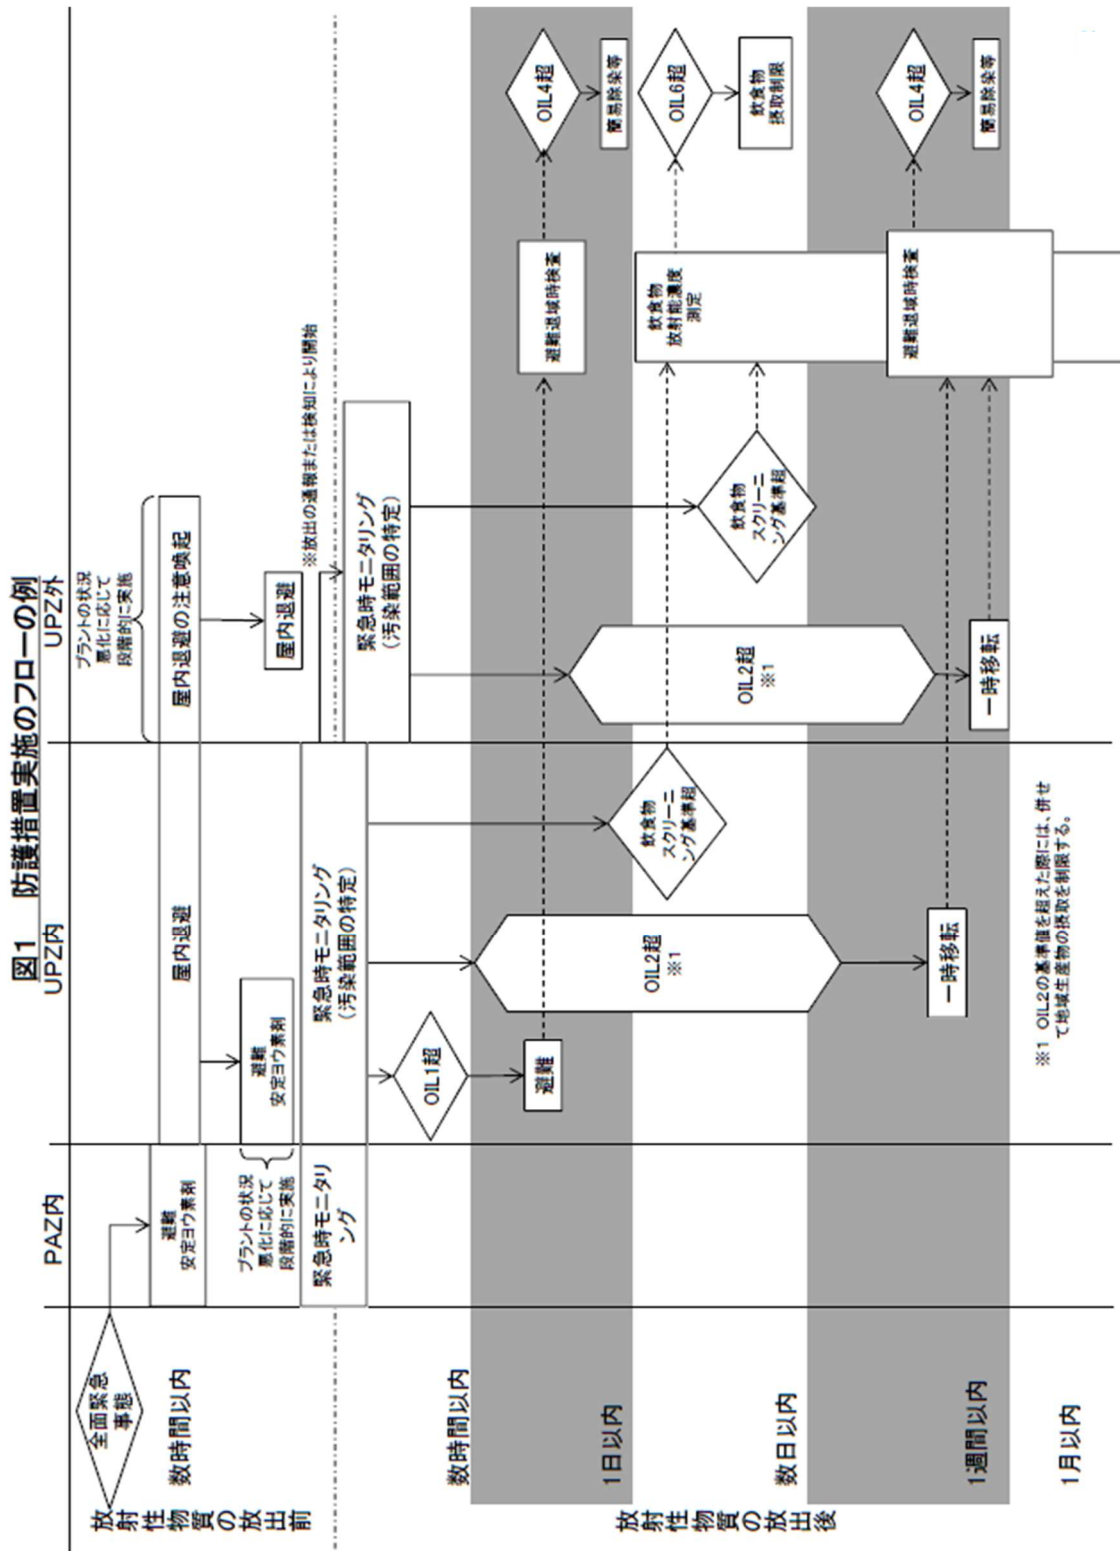 図1 防護措置実施のフローの例
PAZ内
UPZ内
UPZ外
放射性物質の放出前
全面緊急
事態
数時間以内
避難
安定ヨウ素剤
屋内退避
プラントの状況
悪化に応じて
段階的に実施
屋内退避の注意喚起
プラントの状況
悪化に応じて
段階的に実施
避難
安定ヨウ素剤
屋内退避
※放出の通報または検知により開始
緊急時モニタリ
ング
緊急時モニタリング
(汚染範囲の特定)
緊急時モニタリング
(汚染範囲の特定)
放射性物質の放出後
数時間以内
OIL1超
1日以内
避難
避難退域時検査
OIL4超
簡易除染等
数日以内
OIL2超
※1
飲食物
スクリーニ
ング基準超
OIL2超
※1
飲食物
スクリーニ
ング基準超
飲食物
放射能濃度
測定
OIL6超
飲食物
摂取制限
1週間以内
一時移転
一時移転
避難退域時検査
OIL4超
簡易除染等
1月以内
※1 OIL2の基準値を超えた際には、併せ
て地域生産物の摂取を制限する。